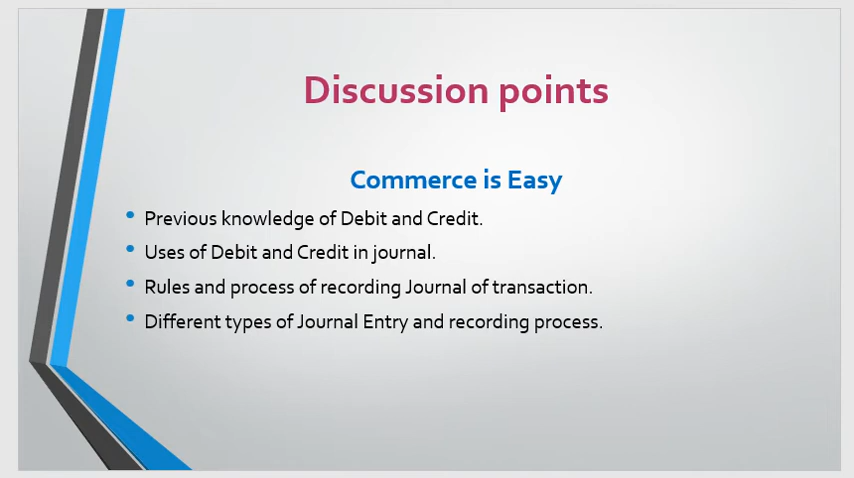 Discussion points
Commerce is Easy
• Previous knowledge of Debit and Credit.
• Uses of Debit and Credit in journal.
• Rules and process of recording Journal of transaction.
• Different types of Journal Entry and recording process.